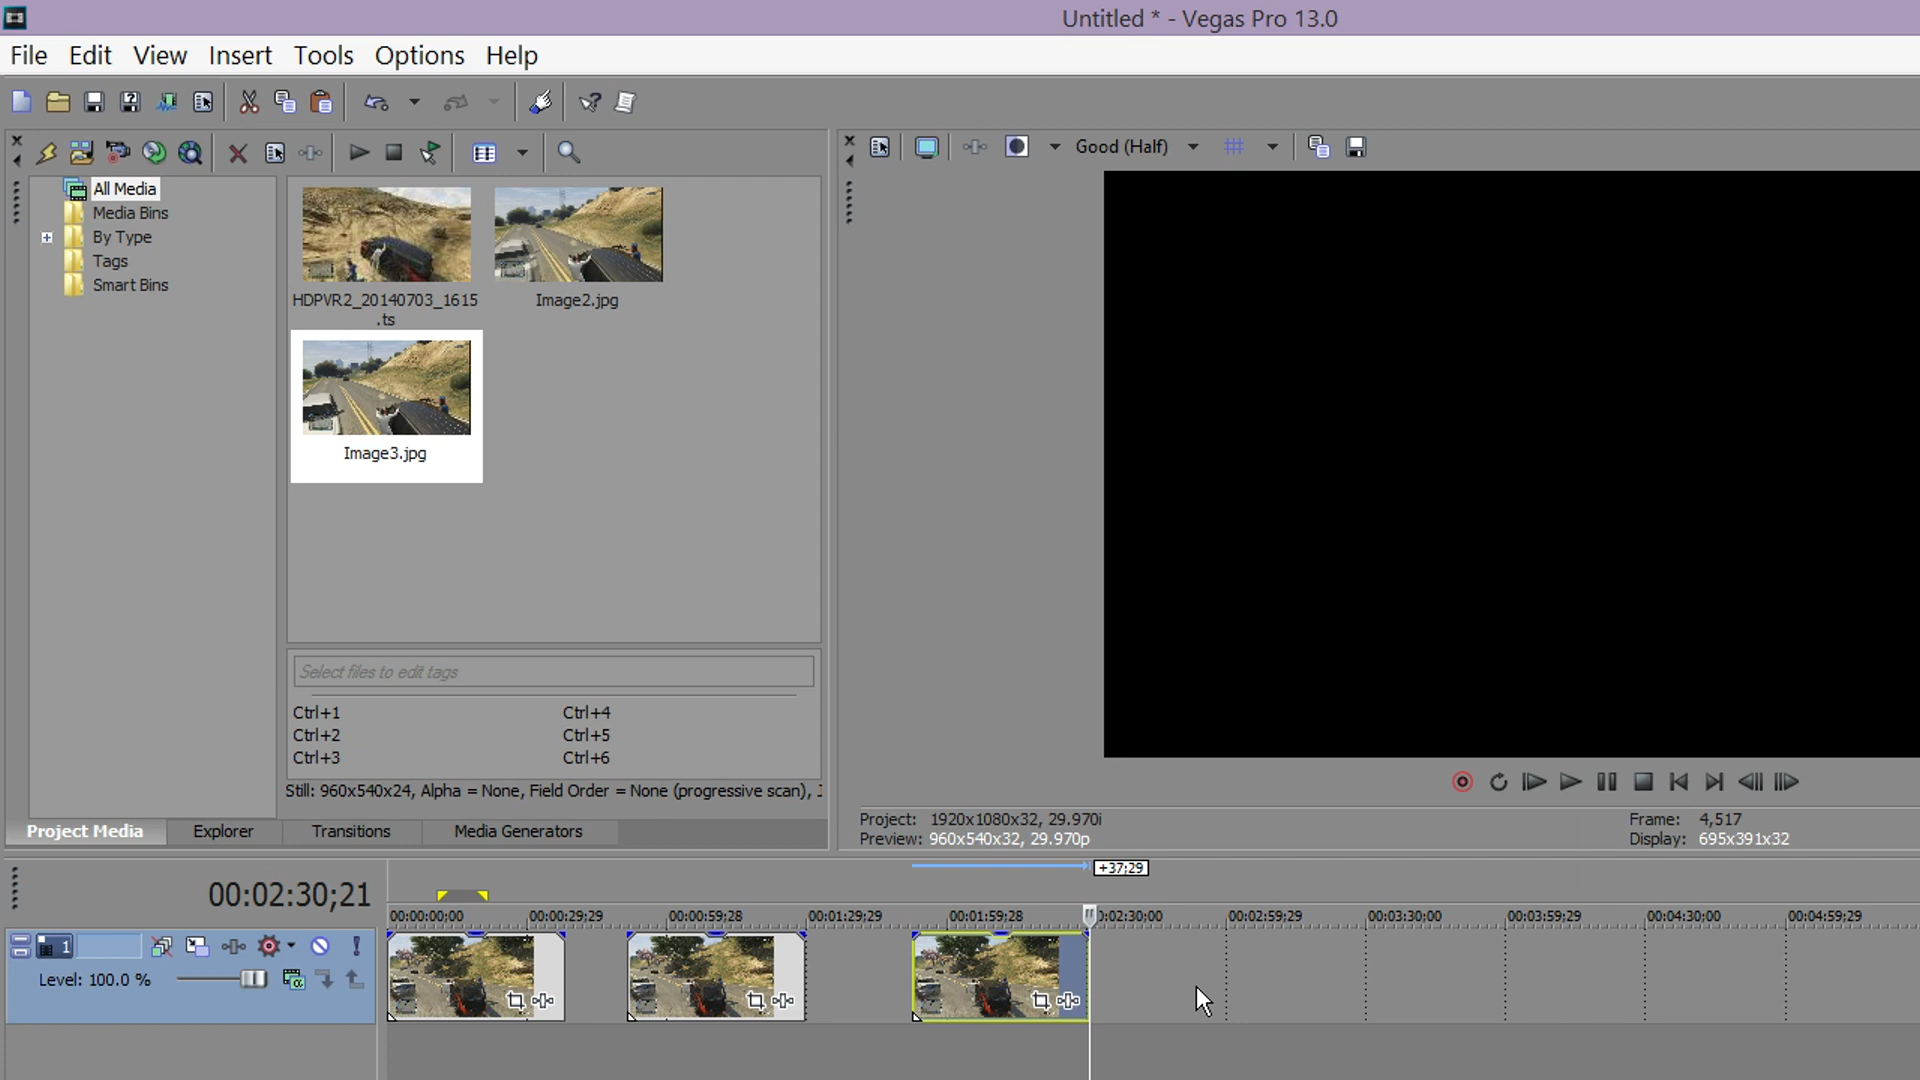 Untitled * - Vegas Pro 13.0
File Edit View Insert Tools Options Help
Good (Half)
All Media
Media Bins
By Type
Tags
Smart Bins
HDPVR2_20140703_1615
.ts
Image2.jpg
Image3.jpg
Select files to edit tags
Ctrl+1 Ctrl+4
Ctrl+2 Ctrl+5
Ctrl+3 Ctrl+6
Still: 960x540x24, Alpha = None, Field Order = None (progressive scan),
Project Media Explorer Transitions Media Generators
Project: 1920x1080x32, 29.970i
Preview: 960x540x32, 29.970p
Frame: 4,517
Display: 695x391x32
+37;29
00:02:30;21
00:00:00;00 00:00:29;29 00:00:59;28 00:01:29;29 00:01:59;28 0:02:30;00 00:02:59;29 00:03:30;00 00:03:59;29 00:04:30;00 00:04:59;29
1
Level: 100.0 %